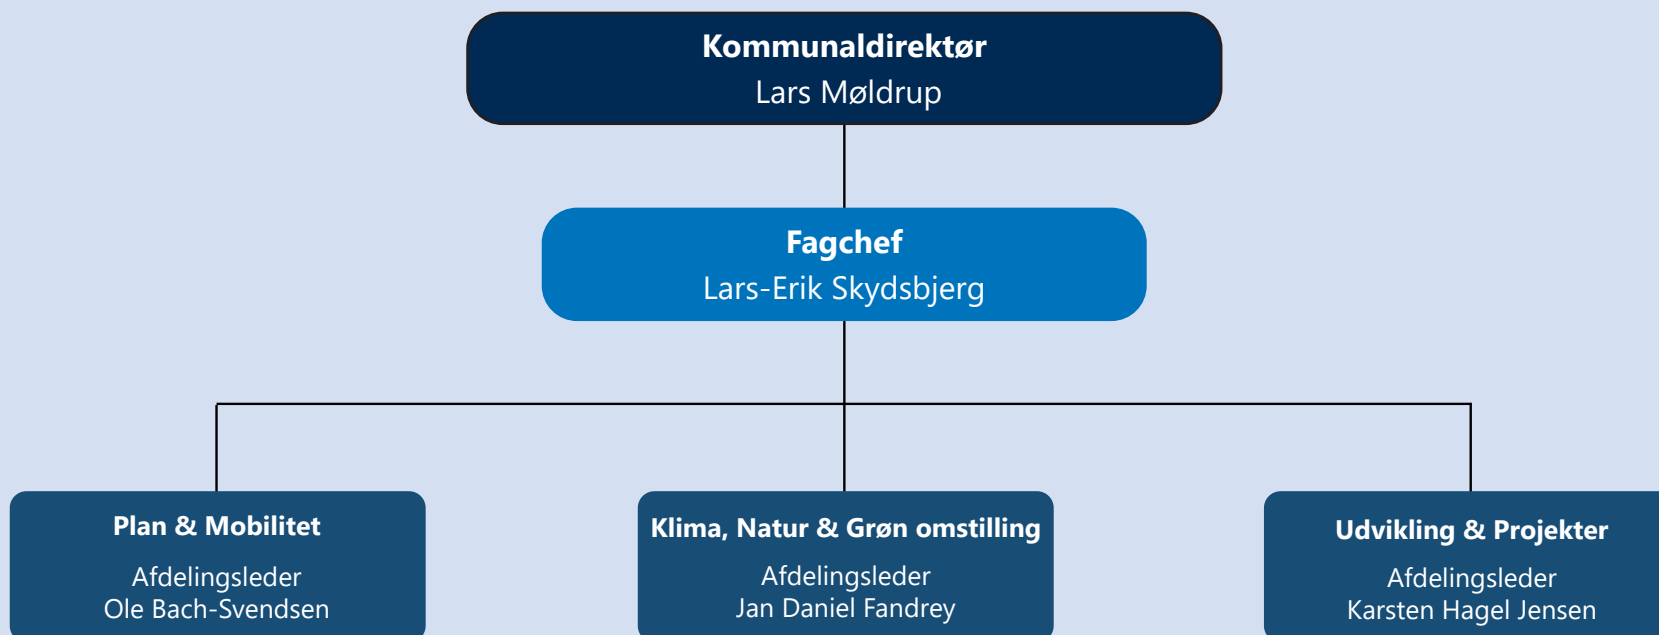 Kommunaldirektør
Lars Møldrup
Fagchef
Lars-Erik Skydsbjerg
Plan & Mobilitet
Afdelingsleder
Ole Bach-Svendsen
Klima, Natur & Grøn omstilling
Afdelingsleder
Jan Daniel Fandrey
Udvikling & Projekter
Afdelingsleder
Karsten Hagel Jensen